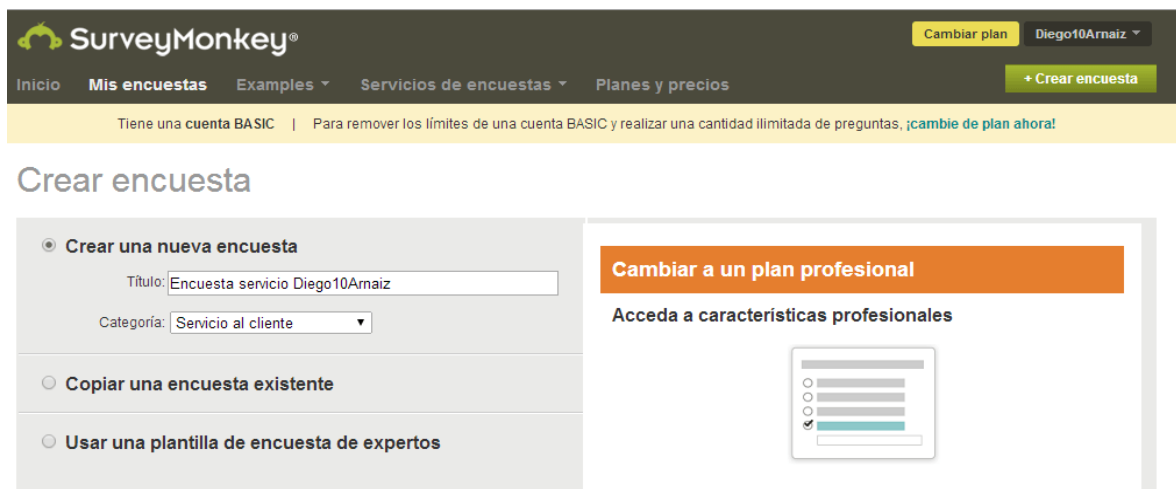 SurveyMonkey®
Cambiar plan
Diego10Arnaiz
Inicio Mis encuestas Examples Servicios de encuestas Planes y precios
+ Crear encuesta
Tiene una cuenta BASIC | Para remover los límites de una cuenta BASIC y realizar una cantidad ilimitada de preguntas, ¡cambie de plan ahora!
Crear encuesta
Crear una nueva encuesta
Título: Encuesta servicio Diego10Arnaiz
Categoría: Servicio al cliente
Copiar una encuesta existente
Usar una plantilla de encuesta de expertos
Cambiar a un plan profesional
Acceda a características profesionales